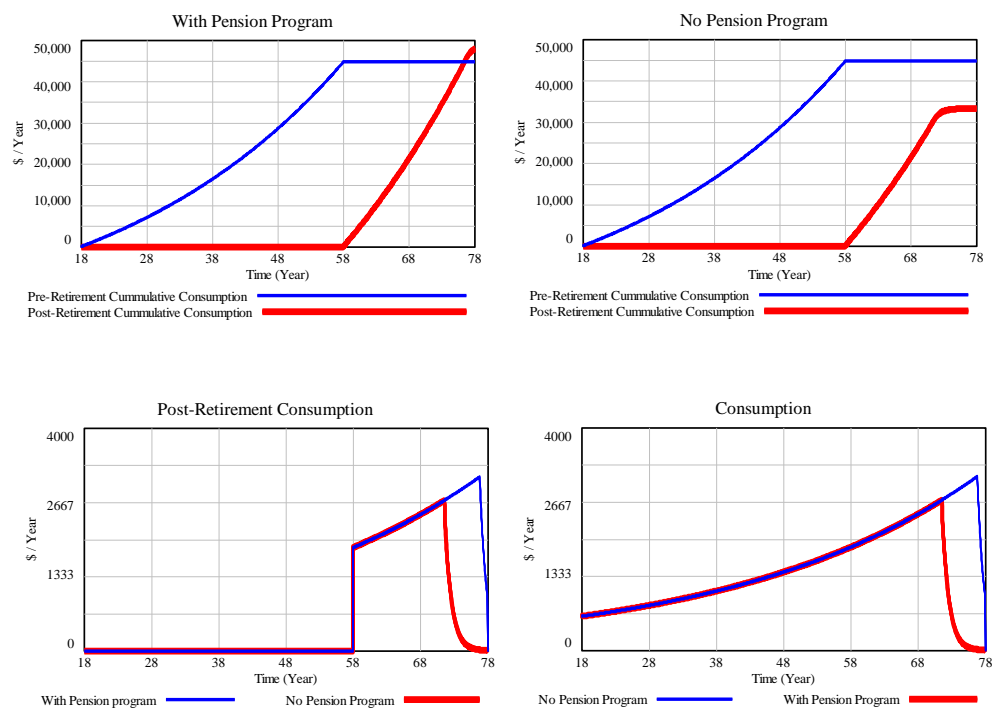 With Pension Program
50,000
40,000
30,000
20,000
10,000
0
$ / Year
18 28 38 48 58 68 78
Time (Year)
Pre-Retirement Cummulative Consumption
Post-Retirement Cummulative Consumption
No Pension Program
50,000
40,000
30,000
20,000
10,000
0
$ / Year
18 28 38 48 58 68 78
Time (Year)
Pre-Retirement Cummulative Consumption
Post-Retirement Cummulative Consumption
Post-Retirement Consumption
4000
2667
1333
0
$ / Year
18 28 38 48 58 68 78
Time (Year)
With Pension program No Pension Program
Consumption
4000
2667
1333
0
$ / Year
18 28 38 48 58 68 78
Time (Year)
No Pension Program With Pension Program